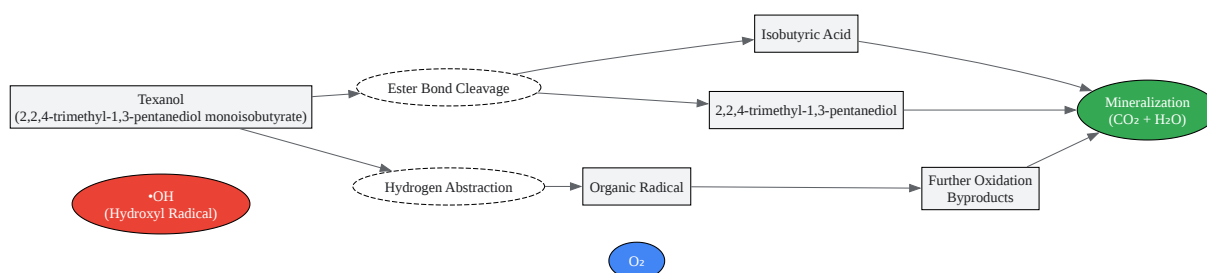 Isobutyric Acid
Ester Bond Cleavage
Texanol
(2,2,4-trimethyl-1,3-pentanediol monoisobutyrate)
2,2,4-trimethyl-1,3-pentanediol
Mineralization
(CO₂ + H₂O)
Hydrogen Abstraction
Organic Radical
Further Oxidation
Byproducts
•OH
(Hydroxyl Radical)
O₂